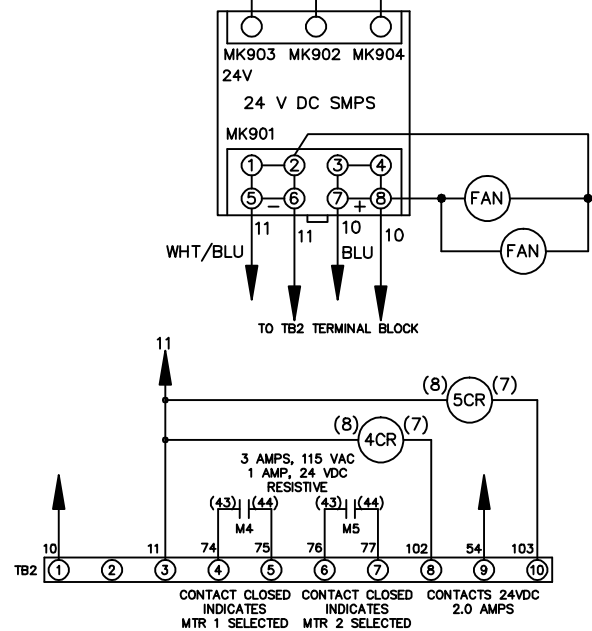 MK903 MK902 MK904
24V
24 V DC SMPS
MK901
1 2 3 4
5 − 6 7 + 8
FAN
FAN
11 11 10 10
WHT/BLU BLU
TO TB2 TERMINAL BLOCK
11
(8) 5CR (7)
(8) 4CR (7)
3 AMPS, 115 VAC
1 AMP, 24 VDC
RESISTIVE
(43) (44) (43) (44)
M4 M5
10 11 74 75 76 77 102 54 103
TB2 1 2 3 4 5 6 7 8 9 10
CONTACT CLOSED CONTACT CLOSED CONTACTS 24VDC
INDICATES INDICATES 2.0 AMPS
MTR 1 SELECTED MTR 2 SELECTED